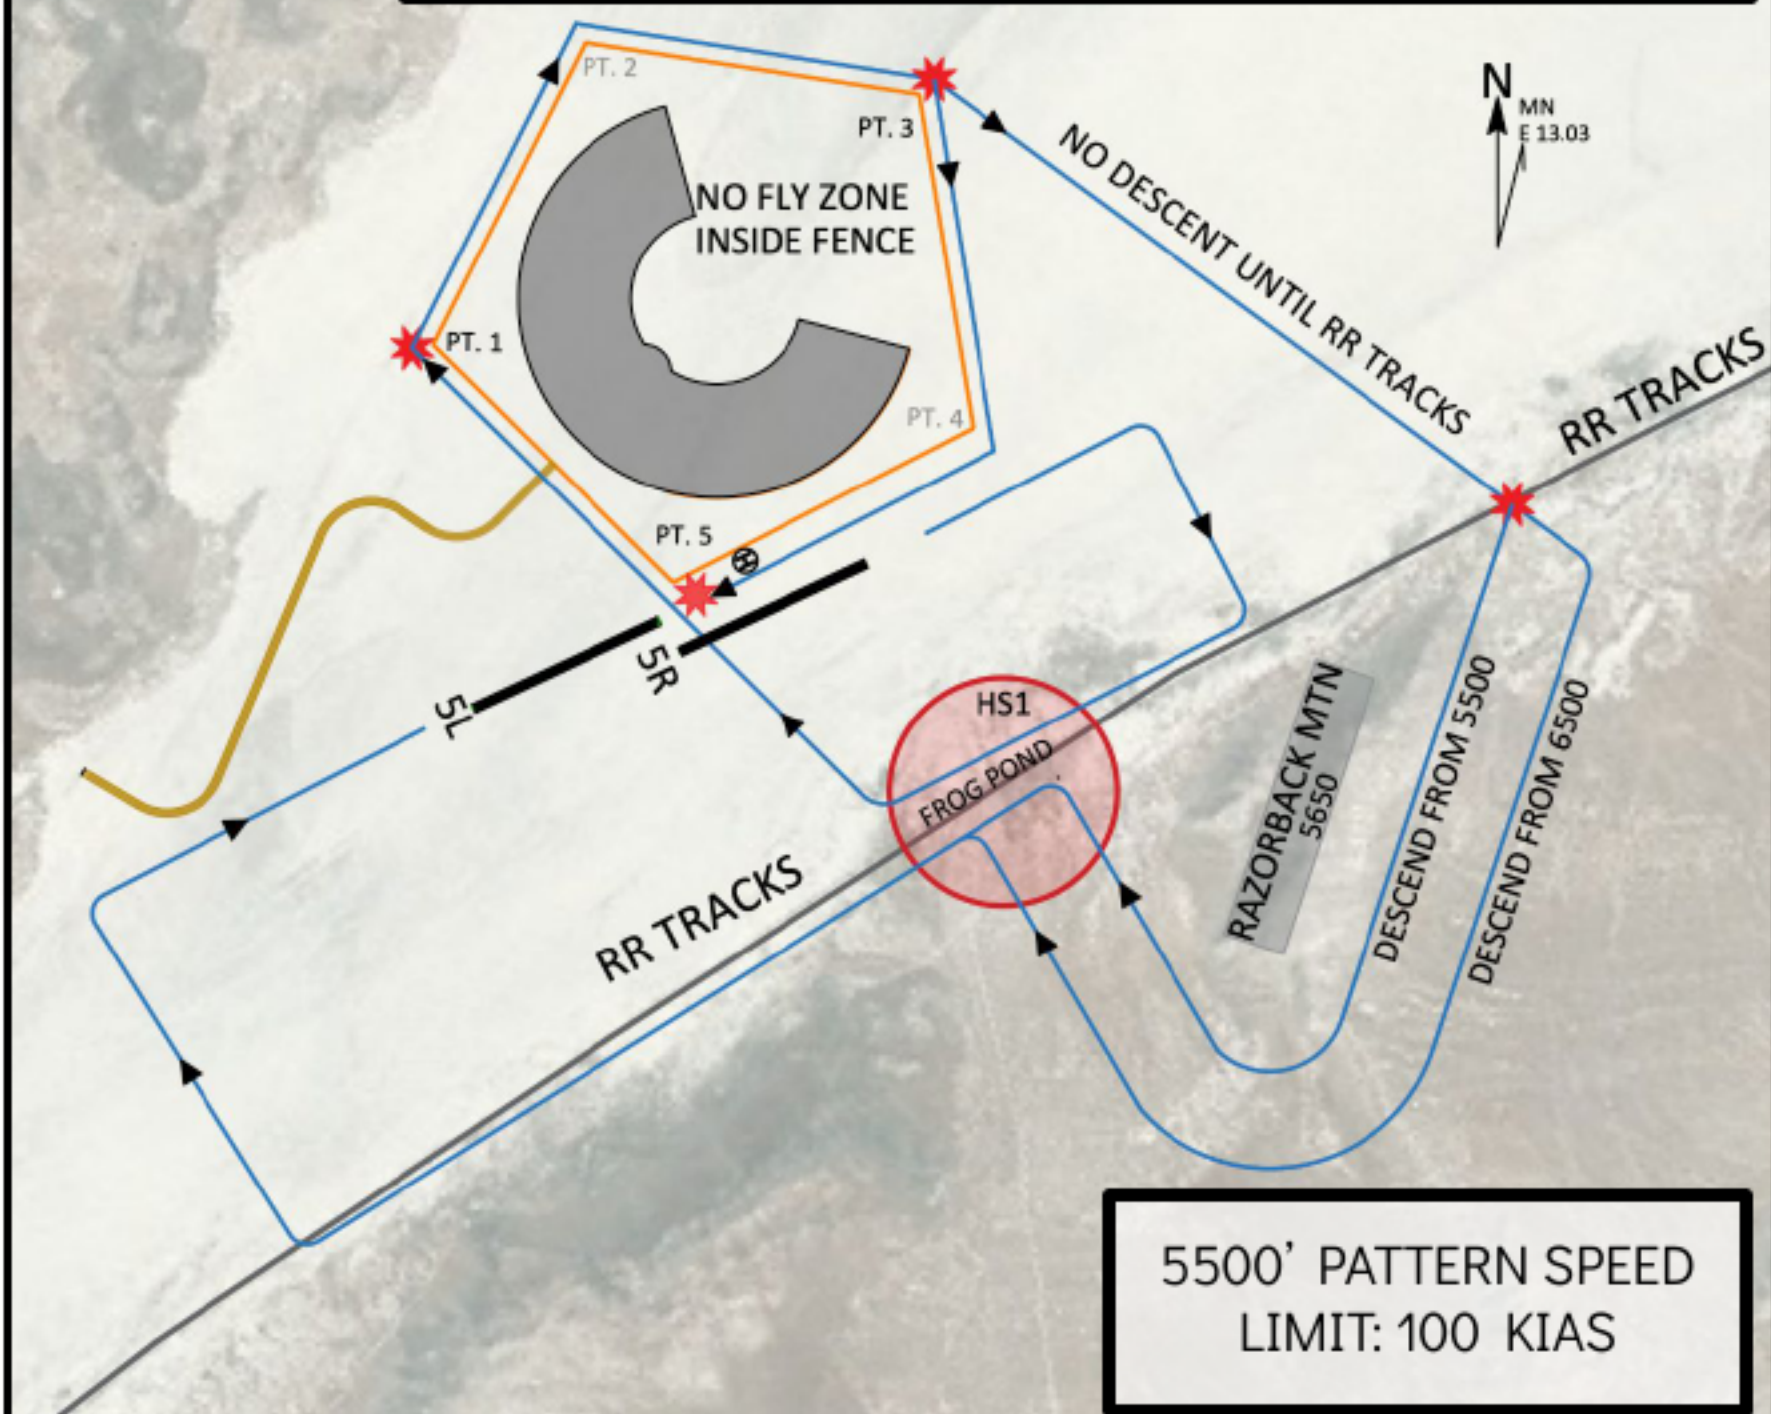 PT. 2
N
MN
E 13.03
PT. 3
NO FLY ZONE
INSIDE FENCE
NO DESCENT UNTIL RR TRACKS
PT. 1
RR TRACKS
PT. 4
PT. 5
H
5R
5L
HS1
FROG POND
RAZORBACK MTN
5650
DESCEND FROM 5500
DESCEND FROM 6500
RR TRACKS
5500’ PATTERN SPEED
LIMIT: 100 KIAS